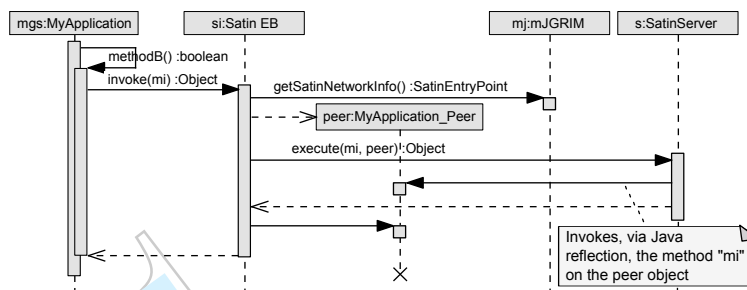 mgs:MyApplication
si:Satin EB
mj:mJGRIM
s:SatinServer
methodB() :boolean
invoke(mi) :Object
getSatinNetworkInfo() :SatinEntryPoint
peer:MyApplication_Peer
execute(mi, peer) :Object
Invokes, via Java
reflection, the method "mi"
on the peer object